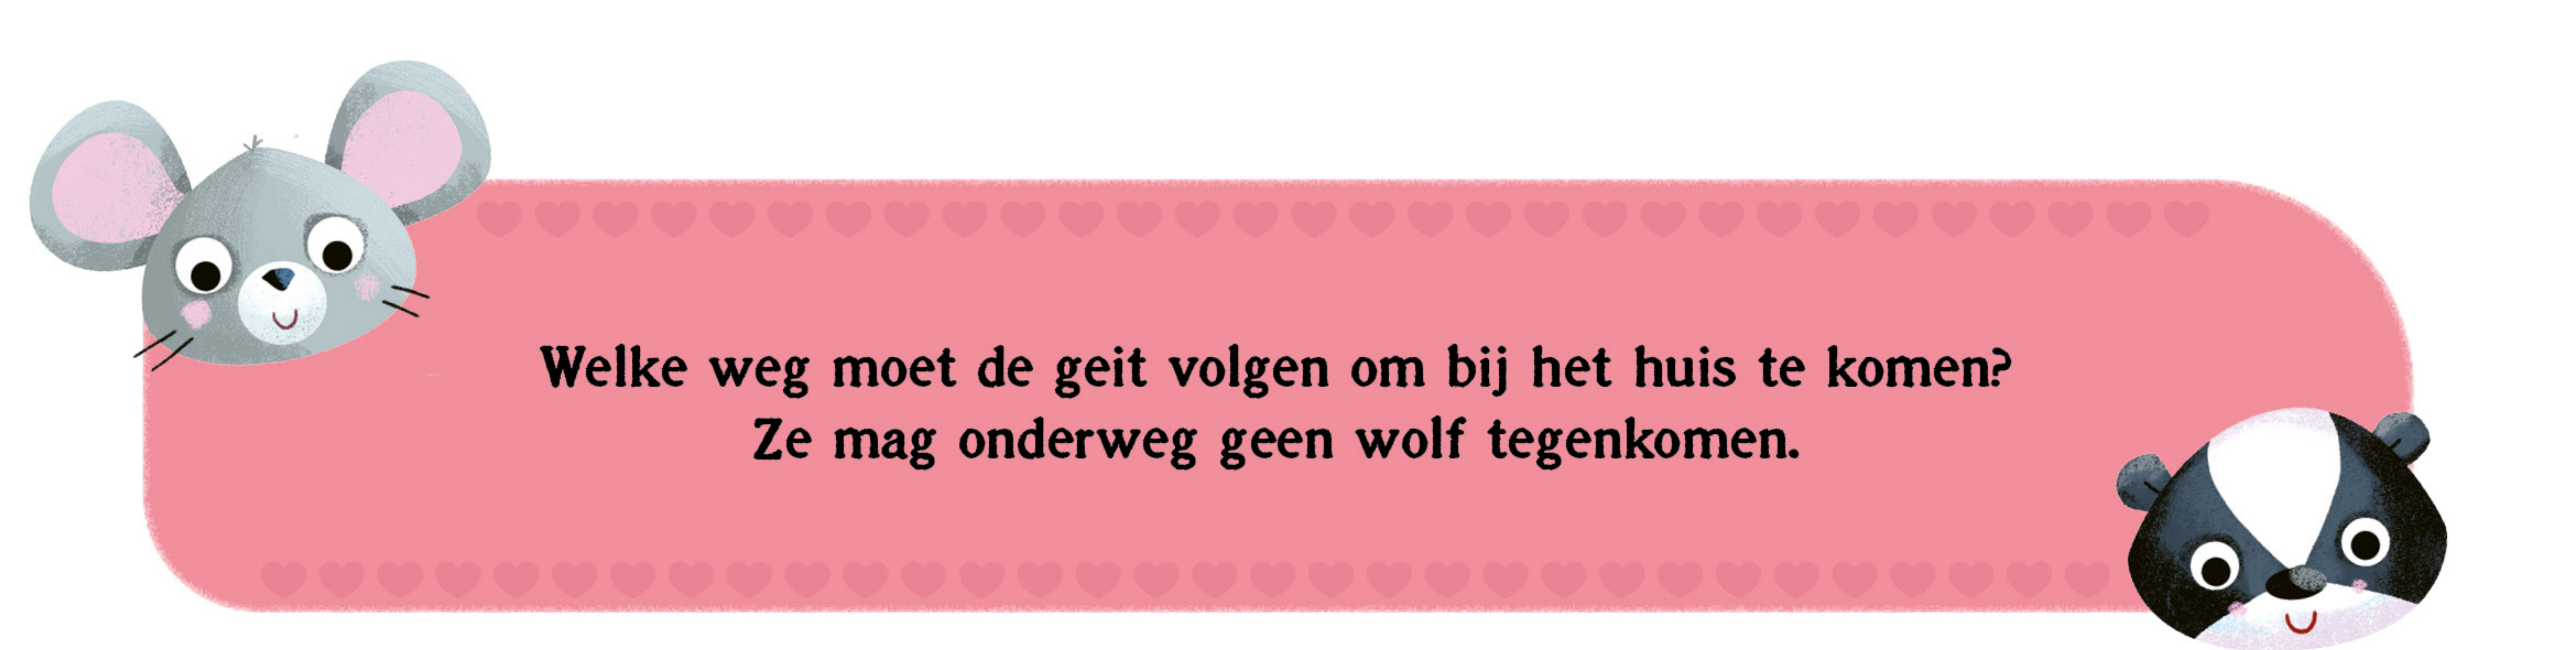 Welke weg moet de geit volgen om bij het huis te komen?
Ze mag onderweg geen wolf tegenkomen.